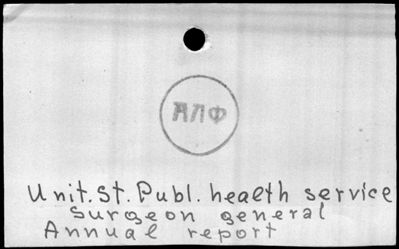 АЛФ
Unit. St. Publ. health service
Surgeon general
Annual report